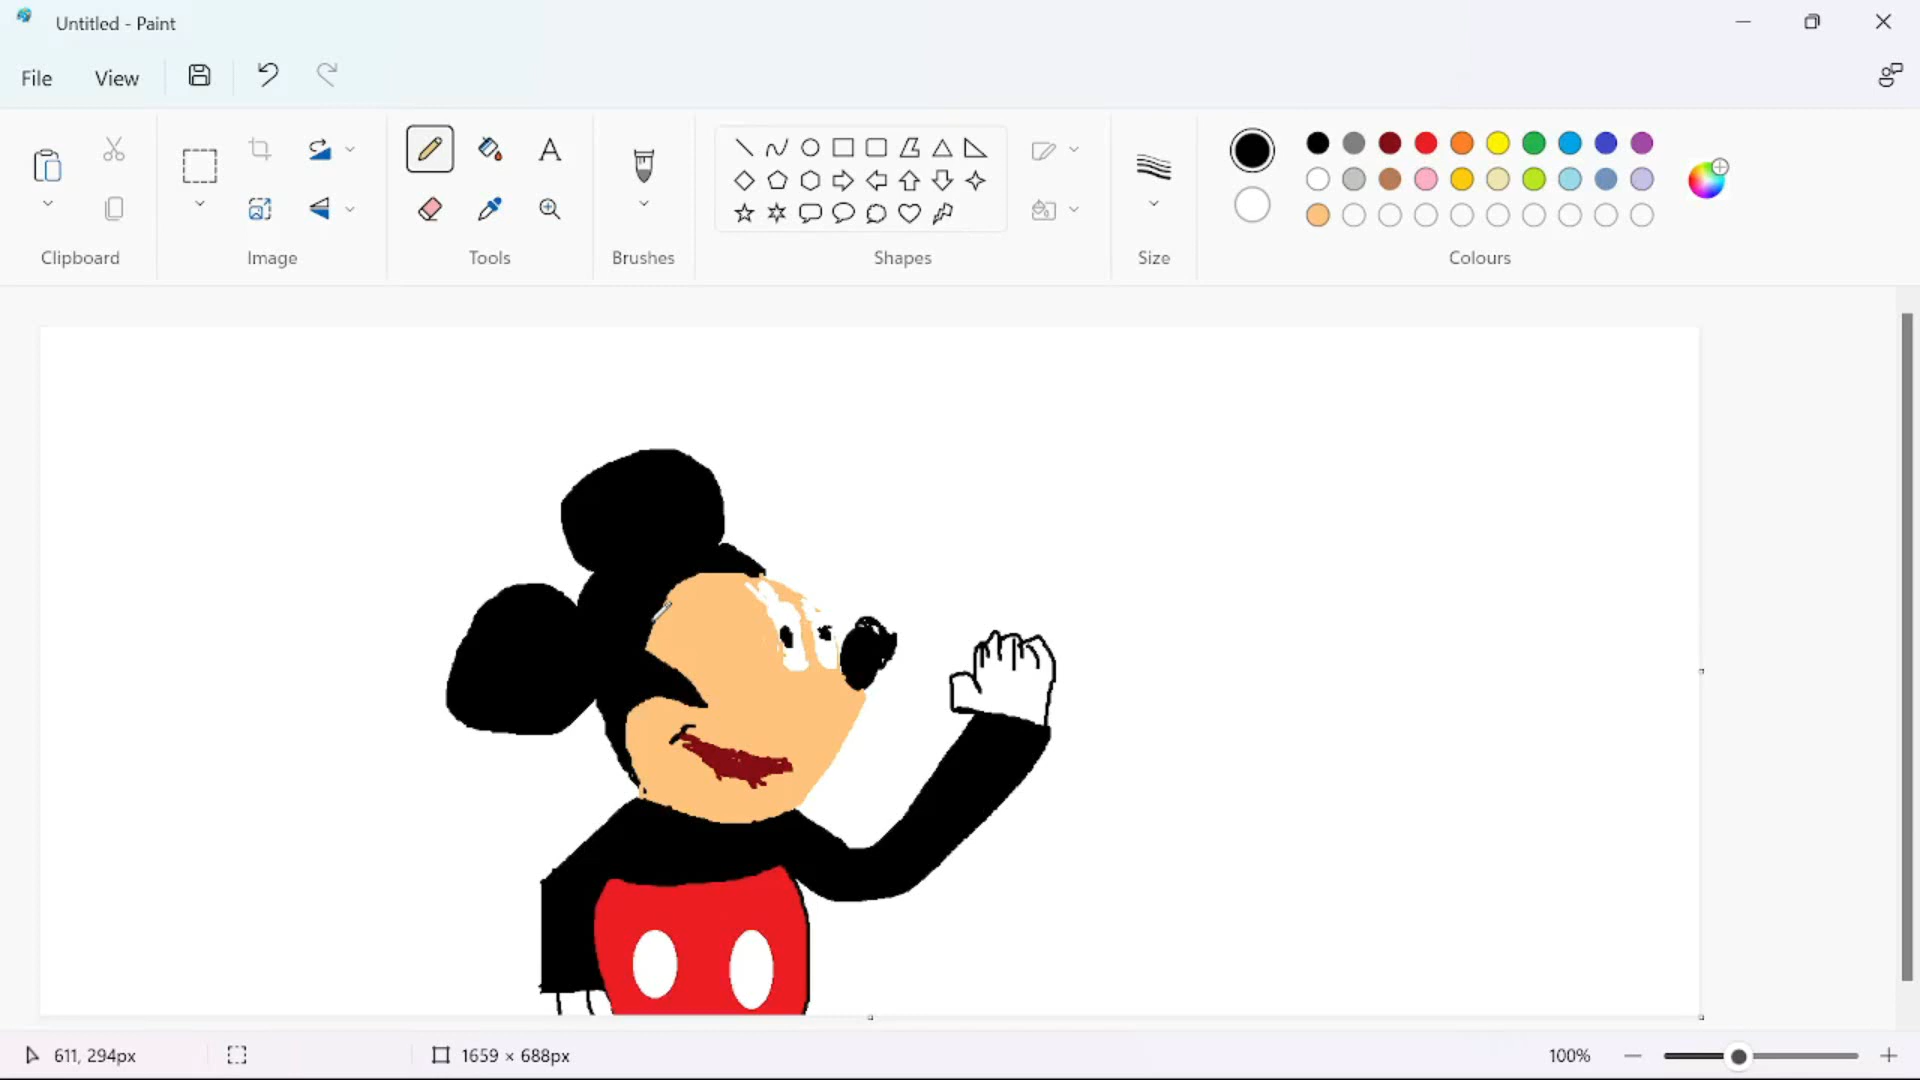 Untitled - Paint
File View
Clipboard
Image
Tools
Brushes
Shapes
Size
Colours
611, 294px
1659 × 688px
100%